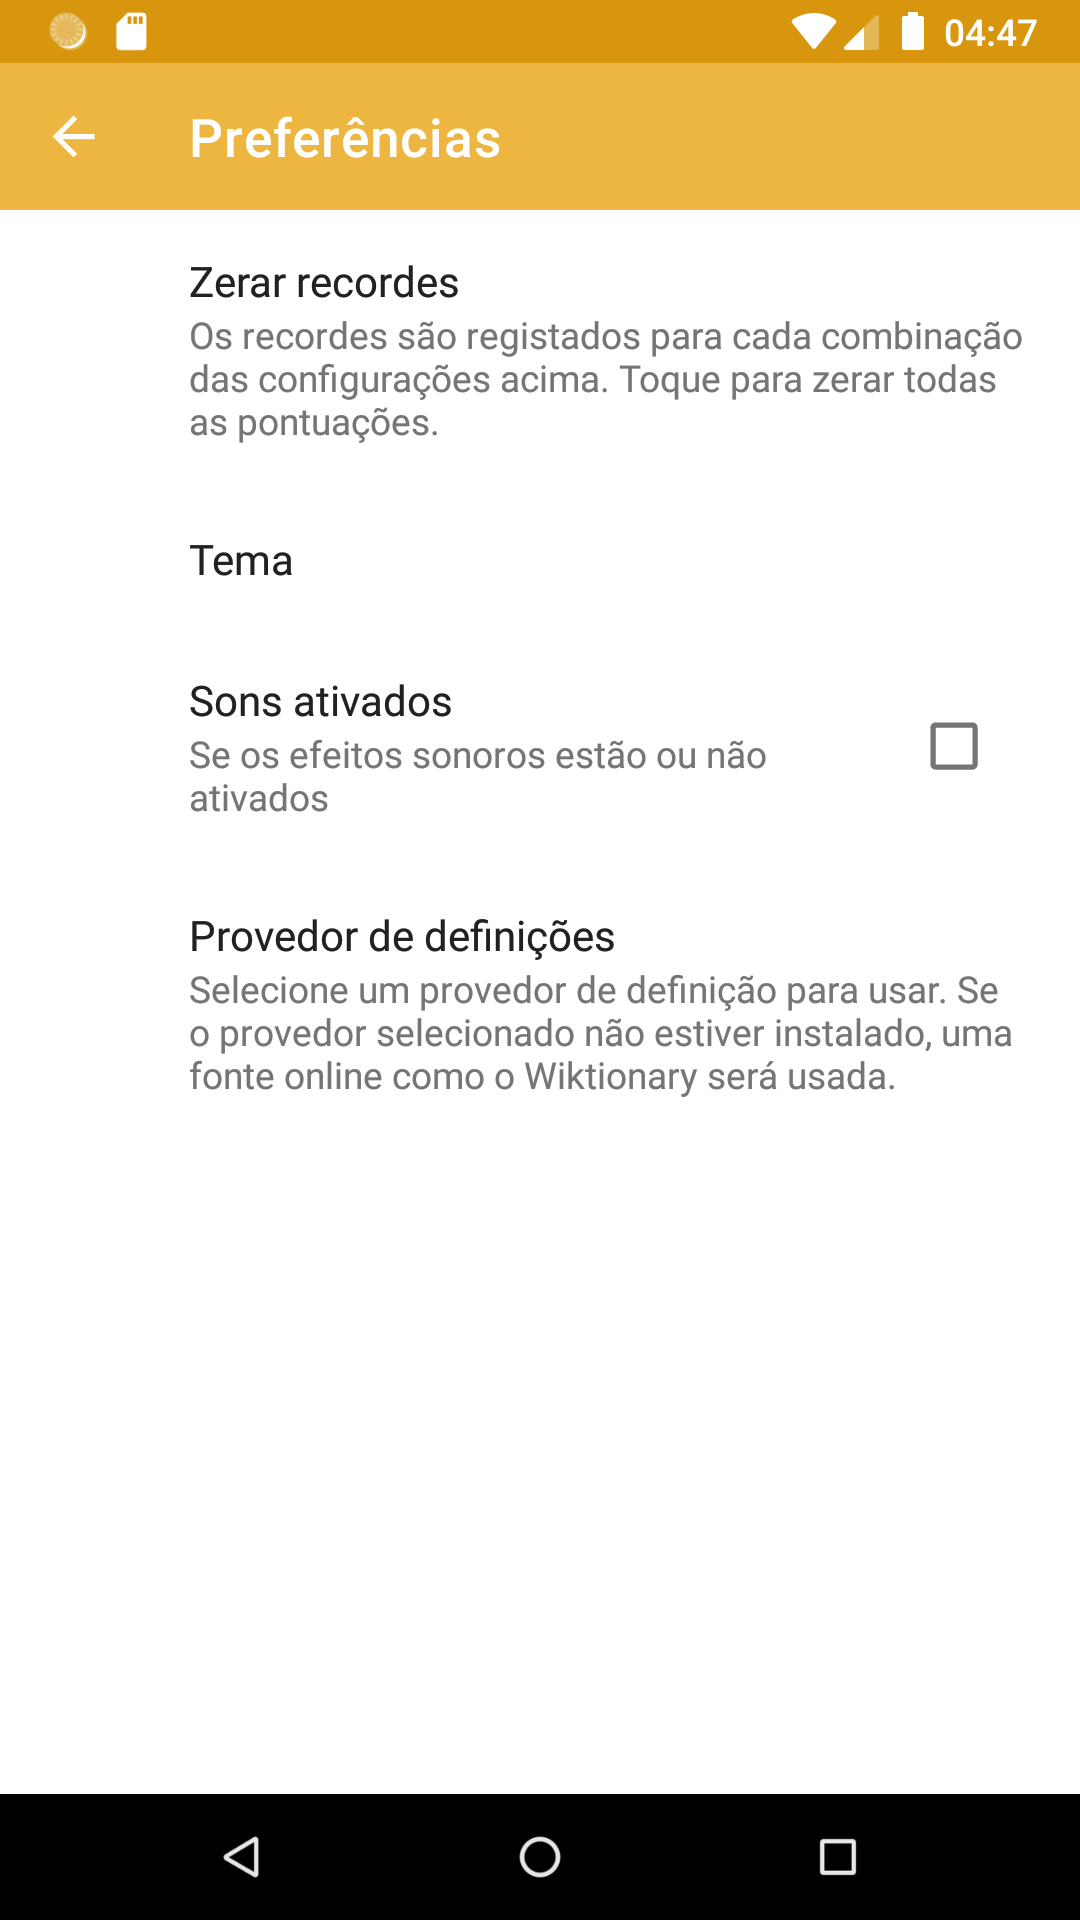 04:47
Preferências
Zerar recordes
Os recordes são registados para cada combinação
das configurações acima. Toque para zerar todas
as pontuações.
Tema
Sons ativados
Se os efeitos sonoros estão ou não
ativados
Provedor de definições
Selecione um provedor de definição para usar. Se
o provedor selecionado não estiver instalado, uma
fonte online como o Wiktionary será usada.